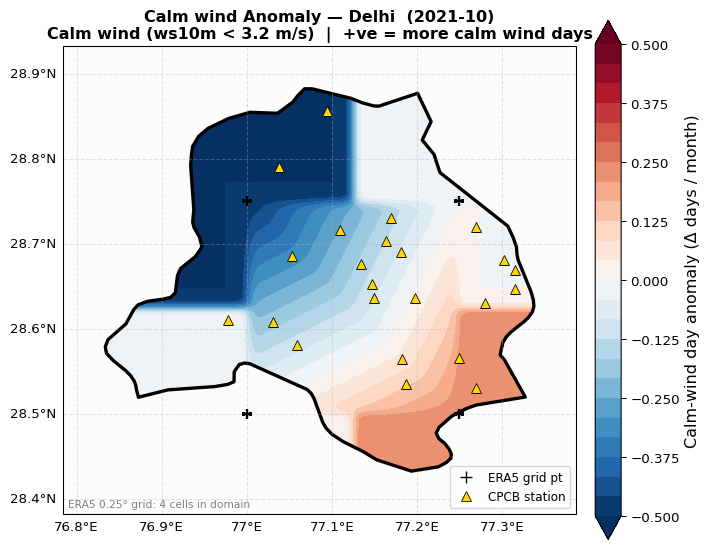 Calm wind Anomaly — Delhi  (2021-10)
Calm wind (ws10m < 3.2 m/s)  |  +ve = more calm wind days
28.9°N
28.8°N
28.7°N
28.6°N
28.5°N
28.4°N
76.8°E
76.9°E
77°E
77.1°E
77.2°E
77.3°E
ERA5 0.25° grid: 4 cells in domain
ERA5 grid pt
CPCB station
0.500
0.375
0.250
0.125
0.000
−0.125
−0.250
−0.375
−0.500
Calm-wind day anomaly (Δ days / month)